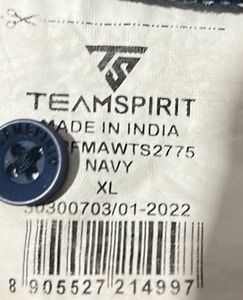 TEAMSPIRIT
MADE IN INDIA
NAVY
XL
8 905527 214997